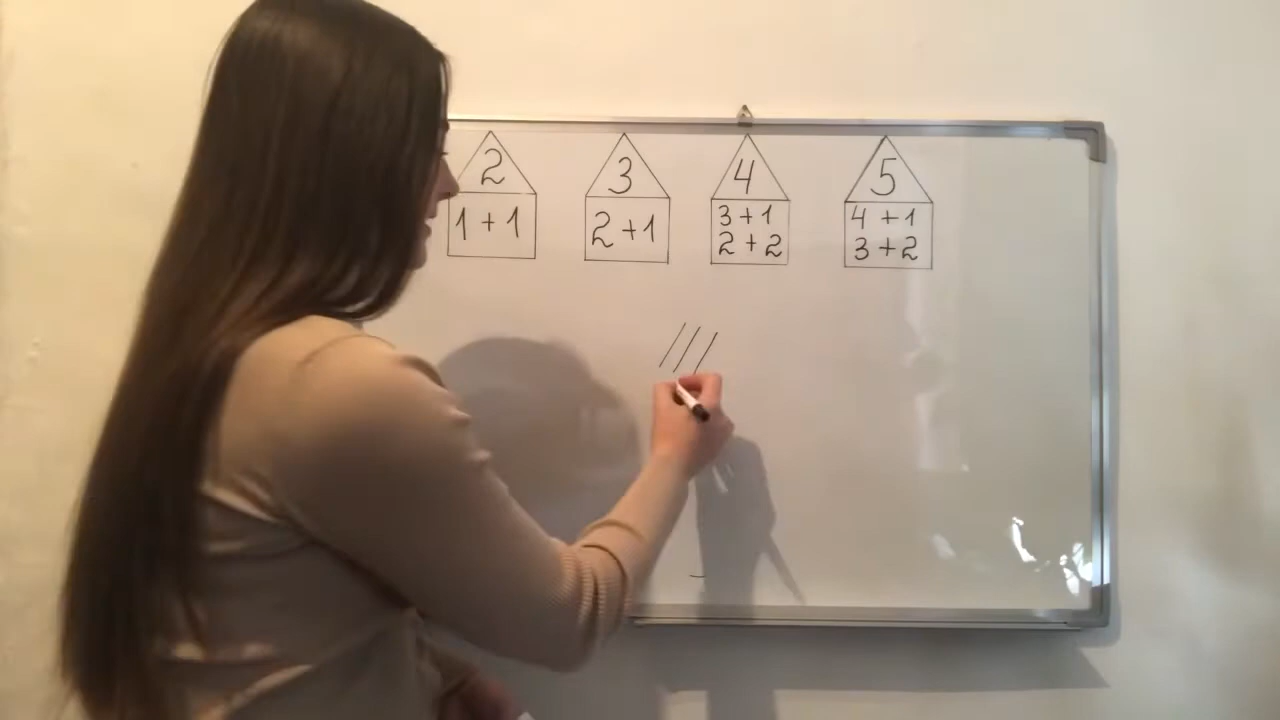 2
1 + 1
3
2 + 1
4
3 + 1
2 + 2
5
4 + 1
3 + 2